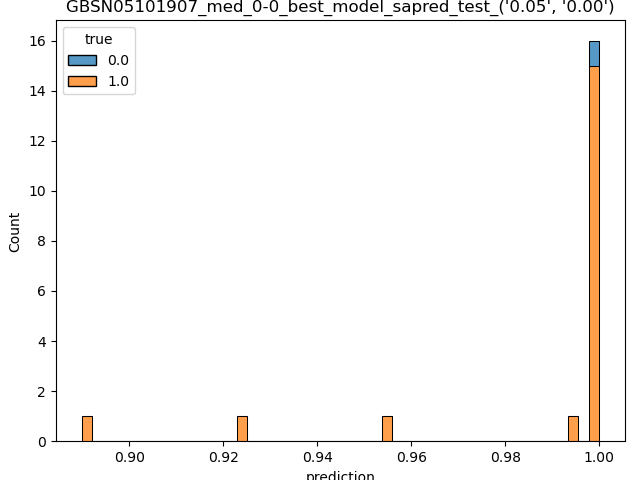 GBSN05101907_med_0-0_best_model_sapred_test_('0.05', '0.00')
true
0.0
1.0
Count
16
14
12
10
8
6
4
2
0
0.90 0.92 0.94 0.96 0.98 1.00
prediction